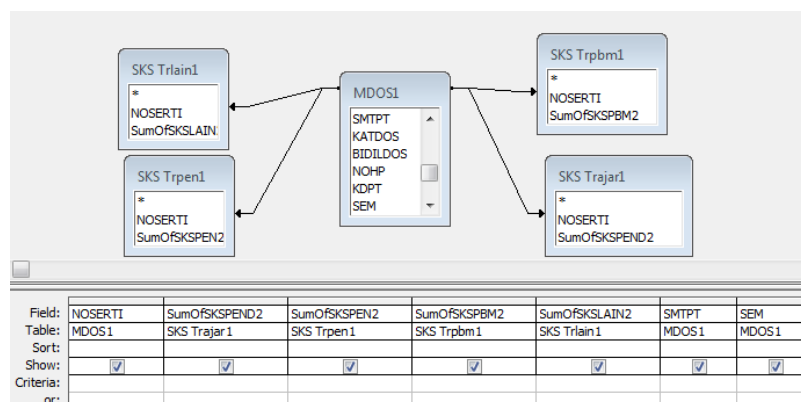 SKS Trlain1
*
NOSERTI
SumOfSKSLAIN
SKS Trpen1
*
NOSERTI
SumOfSKSPEN2
MDOS1
SMTPT
KATDOS
BIDILDOS
NOHP
KDPT
SEM
SKS Trpbm1
*
NOSERTI
SumOfSKSPBM2
SKS Trajar1
*
NOSERTI
SumOfSKSPEND2
Field: NOSERTI SumOfSKSPEND2 SumOfSKSPEN2 SumOfSKSPBM2 SumOfSKSLAIN2 SMTPT SEM
Table: MDOS1 SKS Trajar1 SKS Trpen1 SKS Trpbm1 SKS Trlain1 MDOS1 MDOS1
Sort:
Show:
Criteria:
or: